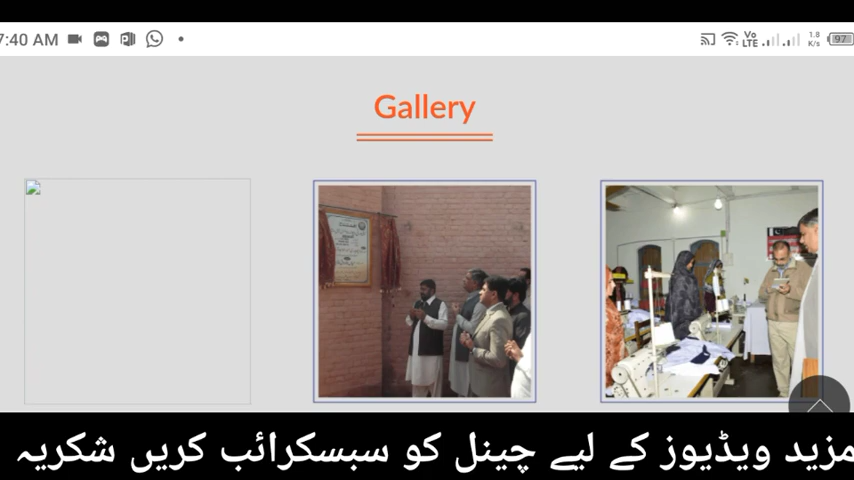 7:40 AM
Vo
LTE
1.8
K/s
97
Gallery
مزید ویڈیوز کے لیے چینل کو سبسکرائب کریں شکریہ